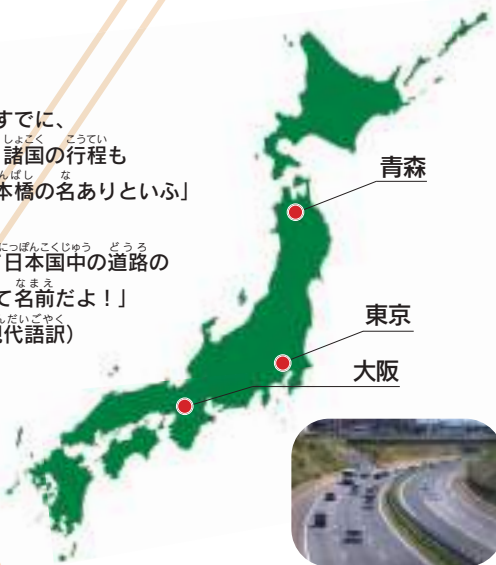 すでに、
諸国の行程も
本橋の名ありといふ」
日本国中の道路の
て名前だよ！」
代語訳）
青森
東京
大阪